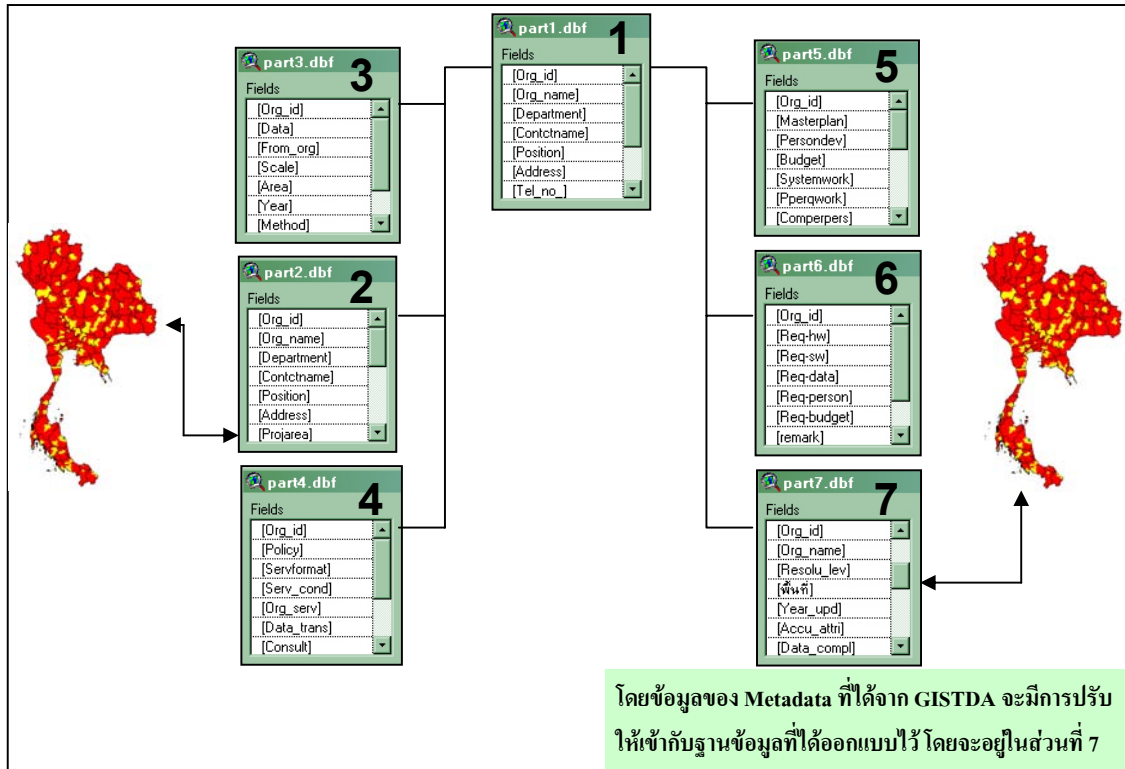 part1.dbf
1
Fields
[Org_id]
[Org_name]
[Department]
[Contctname]
[Position]
[Address]
[Tel_no_]
part3.dbf
3
Fields
[Org_id]
[Data]
[From_org]
[Scale]
[Area]
[Year]
[Method]
part2.dbf
2
Fields
[Org_id]
[Org_name]
[Department]
[Contctname]
[Position]
[Address]
[Projarea]
part4.dbf
4
Fields
[Org_id]
[Policy]
[Servformat]
[Serv_cond]
[Org_serv]
[Data_trans]
[Consult]
part5.dbf
5
Fields
[Org_id]
[Masterplan]
[Persondev]
[Budget]
[Systemwork]
[Pperqwork]
[Comperpers]
part6.dbf
6
Fields
[Org_id]
[Req-hw]
[Req-sw]
[Req-data]
[Req-person]
[Req-budget]
[remark]
part7.dbf
7
Fields
[Org_id]
[Org_name]
[Resolu_lev]
[พื้นที่]
[Year_upd]
[Accu_attri]
[Data_compl]
โดยข้อมูลของ Metadata ที่ได้จาก GISTDA จะมีการปรับ
ให้เข้ากับฐานข้อมูลที่ได้ออกแบบไว้ โดยจะอยู่ในส่วนที่ 7